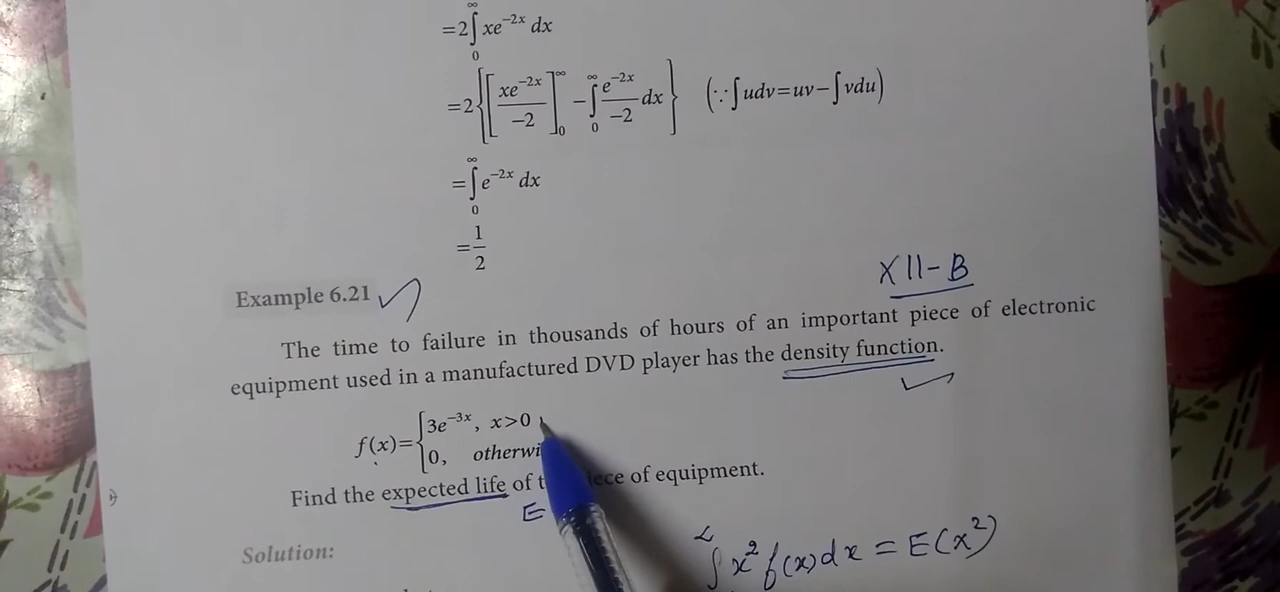 =2∫₀^∞ xe^{-2x} dx
=2{[xe^{-2x}/-2]₀^∞ - ∫₀^∞ e^{-2x}/-2 dx} (∵∫udv=uv-∫vdu)
=∫₀^∞ e^{-2x} dx
=1/2
XII-B
Example 6.21
The time to failure in thousands of hours of an important piece of electronic
equipment used in a manufactured DVD player has the density function.
f(x)={3e^{-3x}, x>0
0,
Find the expected life of piece of equipment.
E
Solution:
x² f(x)dx = E(x²)